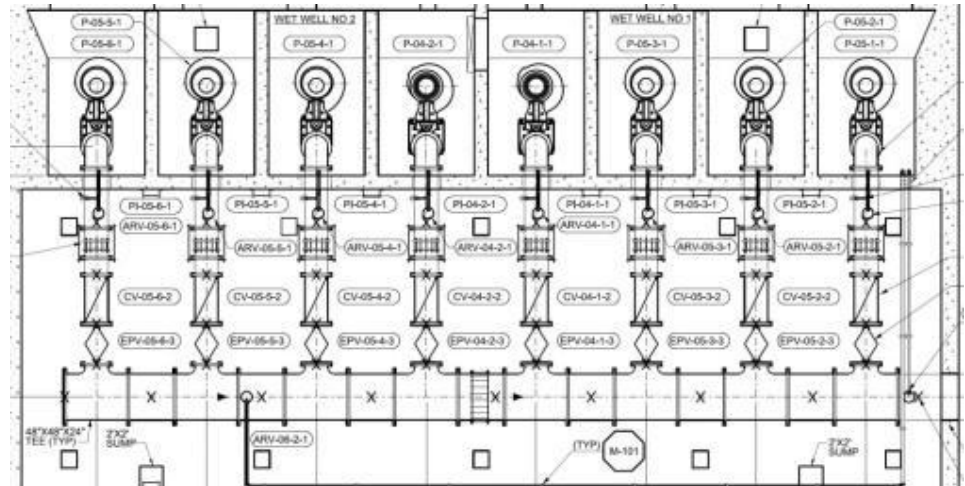 P-05-5-1
WET WELL NO 2
WET WELL NO 1
P-05-2-1
P-05-6-1
P-05-4-1
P-04-2-1
P-04-1-1
P-05-3-1
P-05-1-1
PI-05-6-1
PI-05-5-1
PI-05-4-1
PI-04-2-1
PI-04-1-1
PI-05-3-1
PI-05-2-1
ARV-05-6-1
ARV-04-1-1
ARV-05-5-1
ARV-05-4-1
ARV-04-2-1
ARV-05-3-1
ARV-05-2-1
CV-05-6-2
CV-05-5-2
CV-05-4-2
CV-04-2-2
CV-04-1-2
CV-05-3-2
CV-05-2-2
EPV-05-6-3
EPV-05-5-3
EPV-05-4-3
EPV-04-2-3
EPV-04-1-3
EPV-05-3-3
EPV-05-2-3
48"X48"X24"
TEE (TYP)
2'X2'
SUMP
ARV-06-2-1
(TYP)
M-101
2'X2'
SUMP